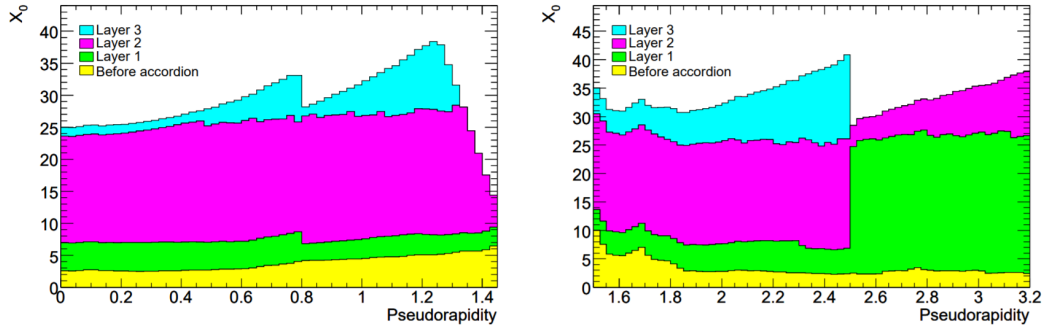 X0
40
35
30
25
20
15
10
5
0
Layer 3
Layer 2
Layer 1
Before accordion
0 0.2 0.4 0.6 0.8 1 1.2 1.4
Pseudorapidity
X0
45
40
35
30
25
20
15
10
5
0
Layer 3
Layer 2
Layer 1
Before accordion
1.6 1.8 2 2.2 2.4 2.6 2.8 3 3.2
Pseudorapidity